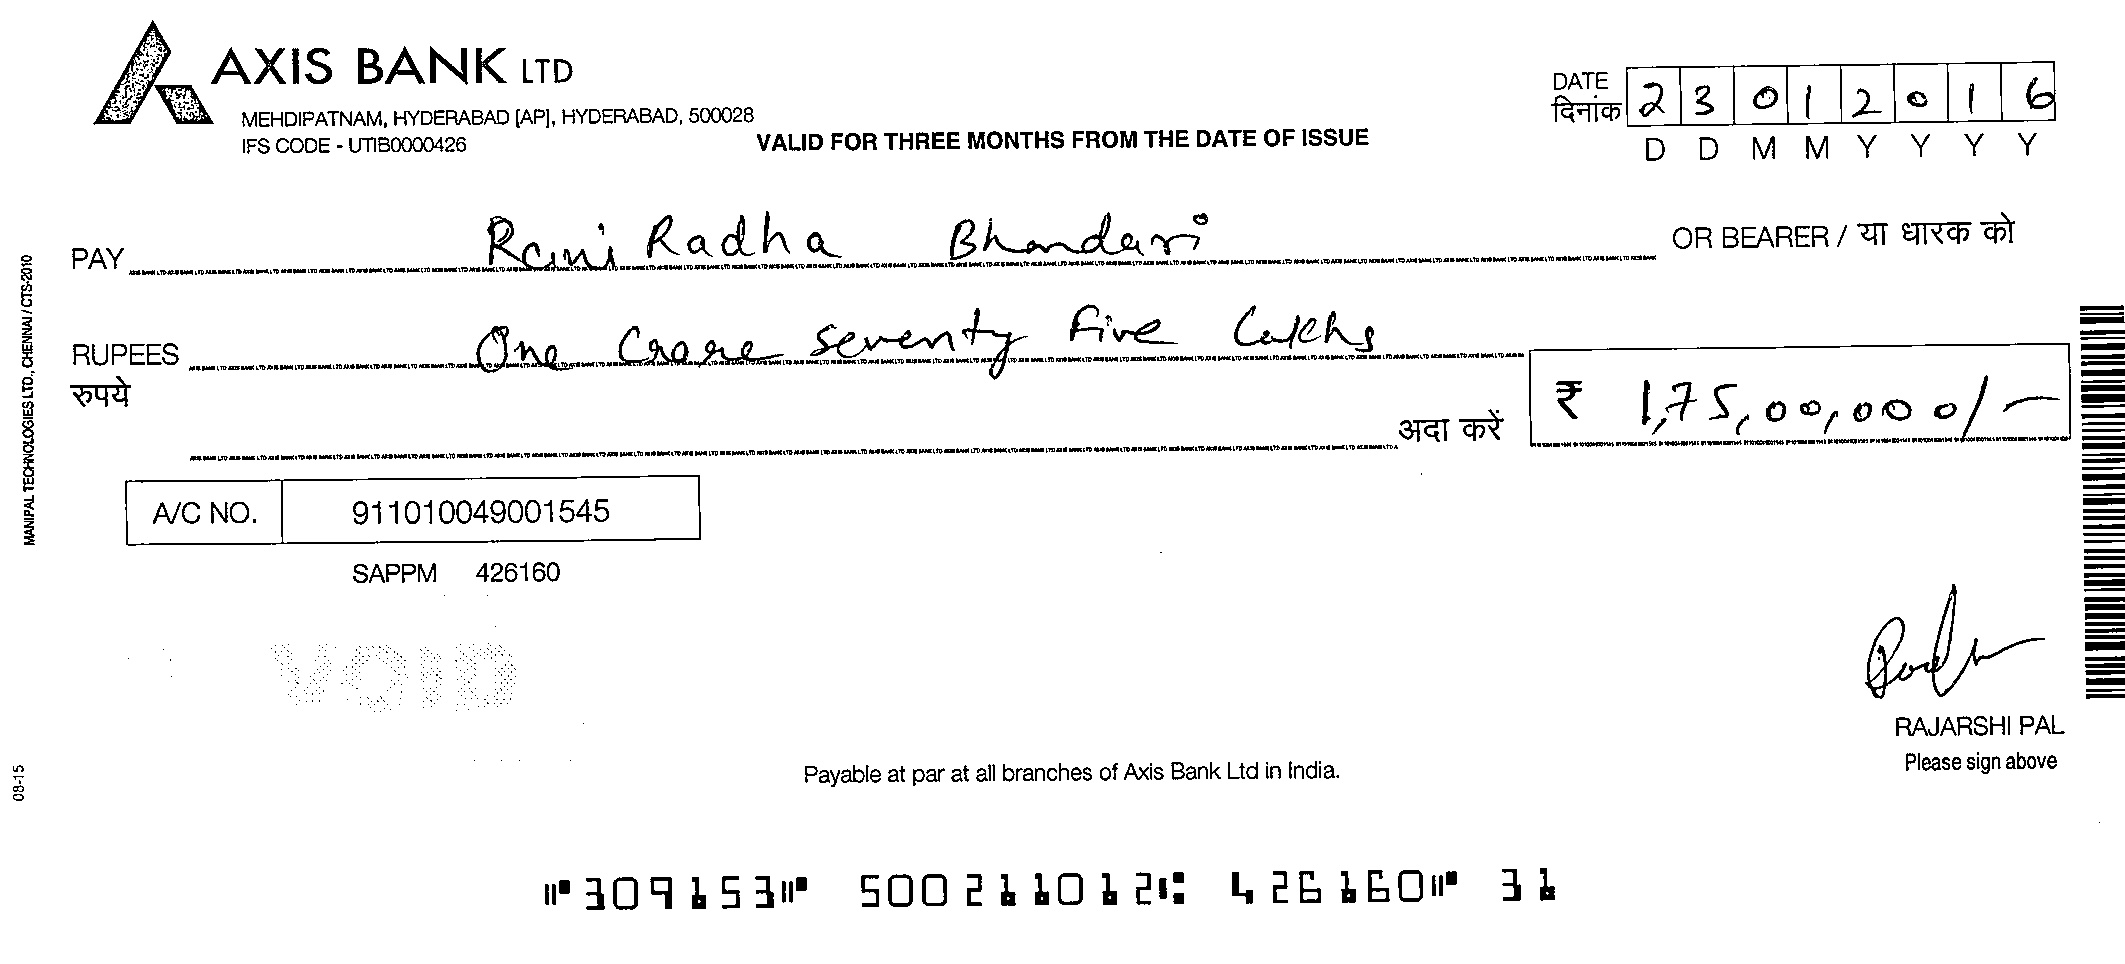 AXIS BANK LTD
MEHDIPATNAM, HYDERABAD [AP], HYDERABAD, 500028
IFS CODE - UTIB0000426
VALID FOR THREE MONTHS FROM THE DATE OF ISSUE
DATE
दिनांक 2 3 0 1 2 0 1 6
D D M M Y Y Y Y
PAY Rani Radha Bhandari OR BEARER / या धारक को
RUPEES One Crore seventy five Lakhs
रुपये
अदा करें ₹ 1,75,00,000/-
A/C NO. 911010049001545
SAPPM 426160
VOID
RAJARSHI PAL
Please sign above
Payable at par at all branches of Axis Bank Ltd in India.
⑈309153⑈ 500211012⑆ 426160⑈ 31
MANIPAL TECHNOLOGIES LTD., CHENNAI / CTS-2010
08-15